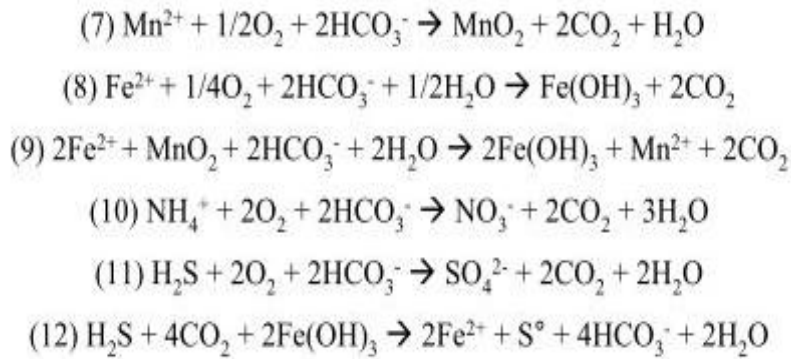 (7) Mn²⁺ + 1/2O₂ + 2HCO₃⁻ → MnO₂ + 2CO₂ + H₂O
(8) Fe²⁺ + 1/4O₂ + 2HCO₃⁻ + 1/2H₂O → Fe(OH)₃ + 2CO₂
(9) 2Fe²⁺ + MnO₂ + 2HCO₃⁻ + 2H₂O → 2Fe(OH)₃ + Mn²⁺ + 2CO₂
(10) NH₄⁺ + 2O₂ + 2HCO₃⁻ → NO₃⁻ + 2CO₂ + 3H₂O
(11) H₂S + 2O₂ + 2HCO₃⁻ → SO₄²⁻ + 2CO₂ + 2H₂O
(12) H₂S + 4CO₂ + 2Fe(OH)₃ → 2Fe²⁺ + S° + 4HCO₃⁻ + 2H₂O